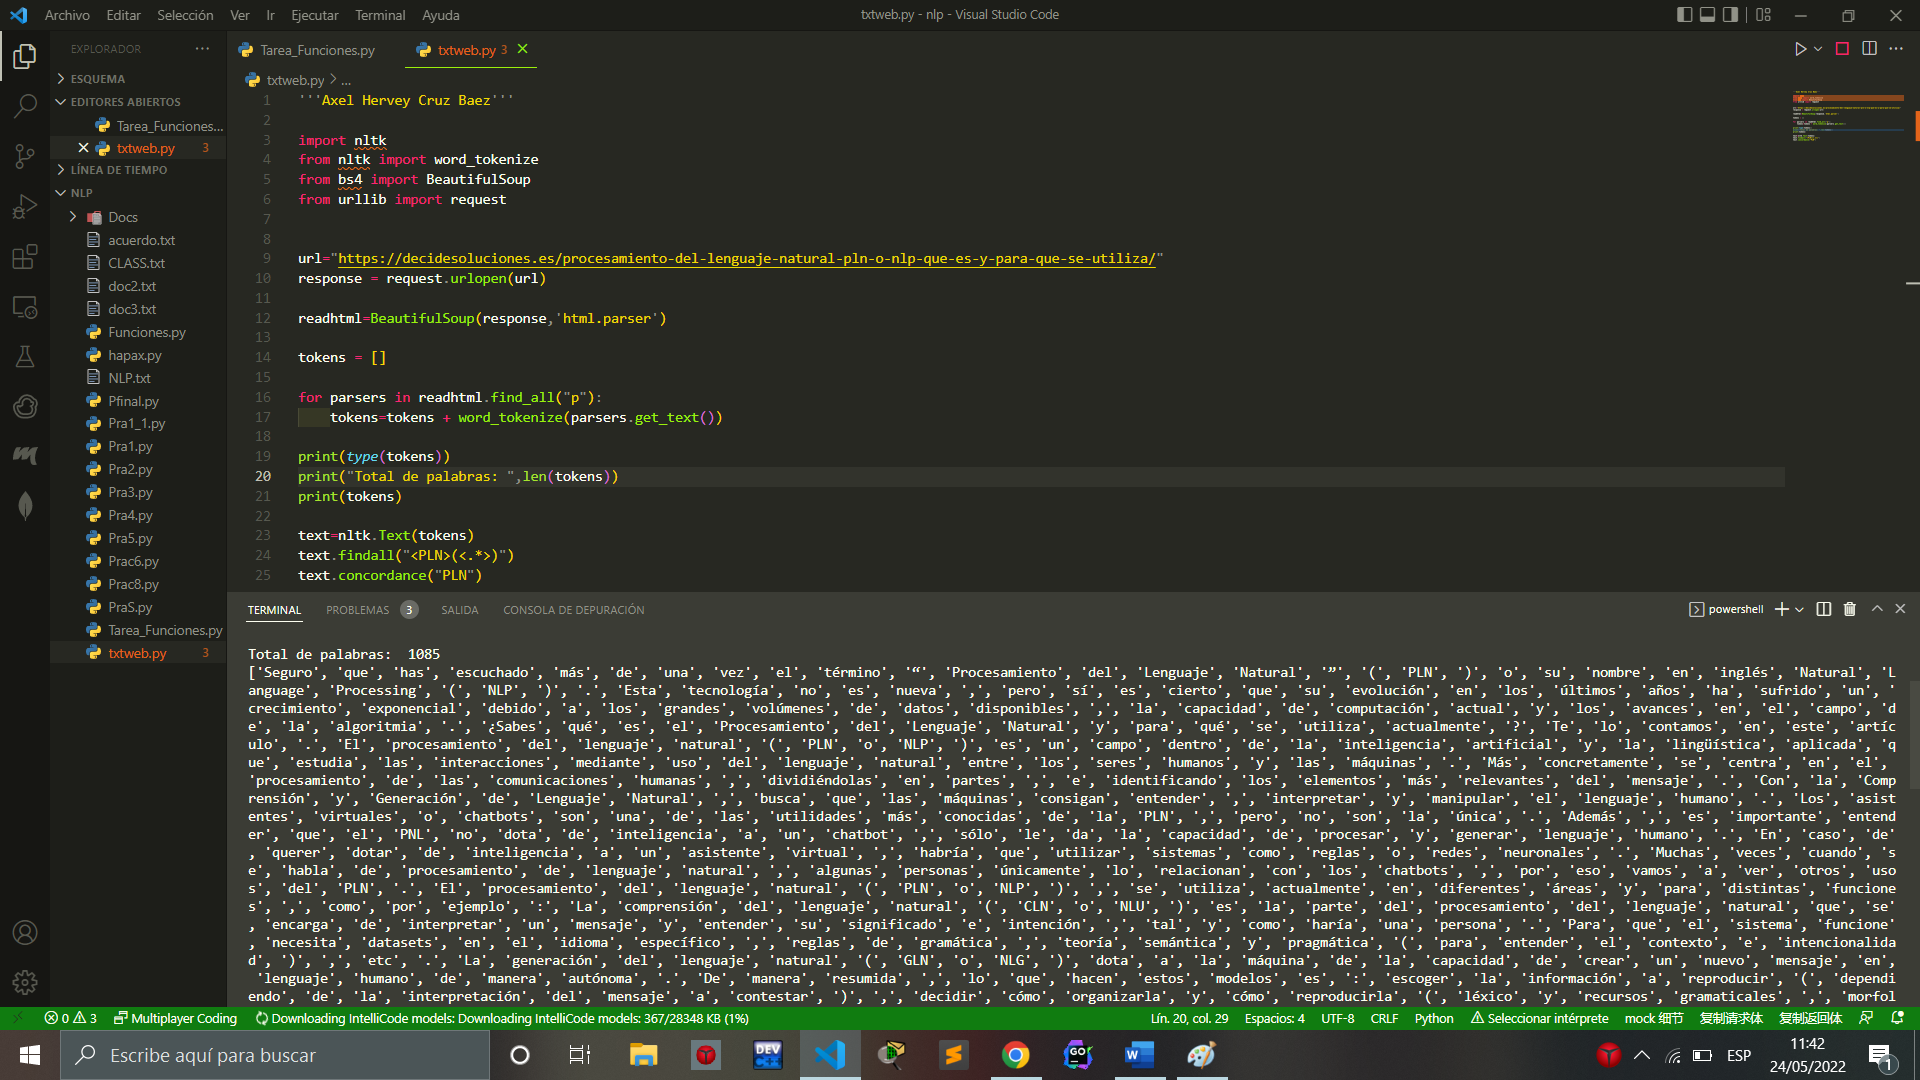 Archivo Editar Selección Ver Ir Ejecutar Terminal Ayuda
txtweb.py - nlp - Visual Studio Code
EXPLORADOR
ESQUEMA
EDITORES ABIERTOS
Tarea_Funciones...
txtweb.py 3
LÍNEA DE TIEMPO
NLP
Docs
acuerdo.txt
CLASS.txt
doc2.txt
doc3.txt
Funciones.py
hapax.py
NLP.txt
Pfinal.py
Pra1_1.py
Pra1.py
Pra2.py
Pra3.py
Pra4.py
Pra5.py
Prac6.py
Prac8.py
PraS.py
Tarea_Funciones.py
txtweb.py 3
Tarea_Funciones.py txtweb.py 3
txtweb.py > ...
1 '''Axel Hervey Cruz Baez'''
2
3 import nltk
4 from nltk import word_tokenize
5 from bs4 import BeautifulSoup
6 from urllib import request
7
8
9 url="https://decidesoluciones.es/procesamiento-del-lenguaje-natural-pln-o-nlp-que-es-y-para-que-se-utiliza/"
10 response = request.urlopen(url)
11
12 readhtml=BeautifulSoup(response,'html.parser')
13
14 tokens = []
15
16 for parsers in readhtml.find_all("p"):
17 tokens=tokens + word_tokenize(parsers.get_text())
18
19 print(type(tokens))
20 print("Total de palabras: ",len(tokens))
21 print(tokens)
22
23 text=nltk.Text(tokens)
24 text.findall("<PLN>(<.*>)")
25 text.concordance("PLN")
TERMINAL PROBLEMAS 3 SALIDA CONSOLA DE DEPURACIÓN
powershell
Total de palabras:  1085
['Seguro', 'que', 'has', 'escuchado', 'más', 'de', 'una', 'vez', 'el', 'término', '“', 'Procesamiento', 'del', 'Lenguaje', 'Natural', '”', '(', 'PLN', ')', 'o', 'su', 'nombre', 'en', 'inglés', 'Natural', 'L
anguage', 'Processing', '(', 'NLP', ')', '.', 'Esta', 'tecnología', 'no', 'es', 'nueva', ',', 'pero', 'sí', 'es', 'cierto', 'que', 'su', 'evolución', 'en', 'los', 'últimos', 'años', 'ha', 'sufrido', 'un', '
crecimiento', 'exponencial', 'debido', 'a', 'los', 'grandes', 'volúmenes', 'de', 'datos', 'disponibles', ',', 'la', 'capacidad', 'de', 'computación', 'actual', 'y', 'los', 'avances', 'en', 'el', 'campo', 'd
e', 'la', 'algoritmia', '.', '¿Sabes', 'qué', 'es', 'el', 'Procesamiento', 'del', 'Lenguaje', 'Natural', 'y', 'para', 'qué', 'se', 'utiliza', 'actualmente', '?', 'Te', 'lo', 'contamos', 'en', 'este', 'artíc
ulo', '.', 'El', 'procesamiento', 'del', 'lenguaje', 'natural', '(', 'PLN', 'o', 'NLP', ')', 'es', 'un', 'campo', 'dentro', 'de', 'la', 'inteligencia', 'artificial', 'y', 'la', 'lingüística', 'aplicada', 'q
ue', 'estudia', 'las', 'interacciones', 'mediante', 'uso', 'del', 'lenguaje', 'natural', 'entre', 'los', 'seres', 'humanos', 'y', 'las', 'máquinas', '.', 'Más', 'concretamente', 'se', 'centra', 'en', 'el',
'procesamiento', 'de', 'las', 'comunicaciones', 'humanas', ',', 'dividiéndolas', 'en', 'partes', ',', 'e', 'identificando', 'los', 'elementos', 'más', 'relevantes', 'del', 'mensaje', '.', 'Con', 'la', 'Comp
rensión', 'y', 'Generación', 'de', 'Lenguaje', 'Natural', ',', 'busca', 'que', 'las', 'máquinas', 'consigan', 'entender', ',', 'interpretar', 'y', 'manipular', 'el', 'lenguaje', 'humano', '.', 'Los', 'asist
entes', 'virtuales', 'o', 'chatbots', 'son', 'una', 'de', 'las', 'utilidades', 'más', 'conocidas', 'de', 'la', 'PLN', ',', 'pero', 'no', 'son', 'la', 'única', '.', 'Además', ',', 'es', 'importante', 'entend
er', 'que', 'el', 'PNL', 'no', 'dota', 'de', 'inteligencia', 'a', 'un', 'chatbot', ',', 'sólo', 'le', 'da', 'la', 'capacidad', 'de', 'procesar', 'y', 'generar', 'lenguaje', 'humano', '.', 'En', 'caso', 'de'
, 'querer', 'dotar', 'de', 'inteligencia', 'a', 'un', 'asistente', 'virtual', ',', 'habría', 'que', 'utilizar', 'sistemas', 'como', 'reglas', 'o', 'redes', 'neuronales', '.', 'Muchas', 'veces', 'cuando', 's
e', 'habla', 'de', 'procesamiento', 'de', 'lenguaje', 'natural', ',', 'algunas', 'personas', 'únicamente', 'lo', 'relacionan', 'con', 'los', 'chatbots', ',', 'por', 'eso', 'vamos', 'a', 'ver', 'otros', 'uso
s', 'del', 'PLN', '.', 'El', 'procesamiento', 'del', 'lenguaje', 'natural', '(', 'PLN', 'o', 'NLP', ')', ',', 'se', 'utiliza', 'actualmente', 'en', 'diferentes', 'áreas', 'y', 'para', 'distintas', 'funcione
s', ',', 'como', 'por', 'ejemplo', ':', 'La', 'comprensión', 'del', 'lenguaje', 'natural', '(', 'CLN', 'o', 'NLU', ')', 'es', 'la', 'parte', 'del', 'procesamiento', 'del', 'lenguaje', 'natural', 'que', 'se'
, 'encarga', 'de', 'interpretar', 'un', 'mensaje', 'y', 'entender', 'su', 'significado', 'e', 'intención', ',', 'tal', 'y', 'como', 'haría', 'una', 'persona', '.', 'Para', 'que', 'el', 'sistema', 'funcione'
, 'necesita', 'datasets', 'en', 'el', 'idioma', 'específico', ',', 'reglas', 'de', 'gramática', ',', 'teoría', 'semántica', 'y', 'pragmática', '(', 'para', 'entender', 'el', 'contexto', 'e', 'intencionalida
d', ')', ',', 'etc', '.', 'La', 'generación', 'del', 'lenguaje', 'natural', '(', 'GLN', 'o', 'NLG', ')', 'dota', 'a', 'la', 'máquina', 'de', 'la', 'capacidad', 'de', 'crear', 'un', 'nuevo', 'mensaje', 'en',
'lenguaje', 'humano', 'de', 'manera', 'autónoma', '.', 'De', 'manera', 'resumida', ',', 'lo', 'que', 'hacen', 'estos', 'modelos', 'es', ':', 'escoger', 'la', 'información', 'a', 'reproducir', '(', 'dependi
endo', 'de', 'la', 'interpretación', 'del', 'mensaje', 'a', 'contestar', ')', ',', 'decidir', 'cómo', 'organizarla', 'y', 'cómo', 'reproducirla', '(', 'léxico', 'y', 'recursos', 'gramaticales', ',', 'morfol
0 3 Multiplayer Coding Downloading IntelliCode models: Downloading IntelliCode models: 367/28348 KB (1%)
Lín. 20, col. 29 Espacios: 4 UTF-8 CRLF Python Seleccionar intérprete mock 细节 复制请求体 复制返回体
Escribe aquí para buscar
DEV C++
GO
ESP
11:42
24/05/2022
1